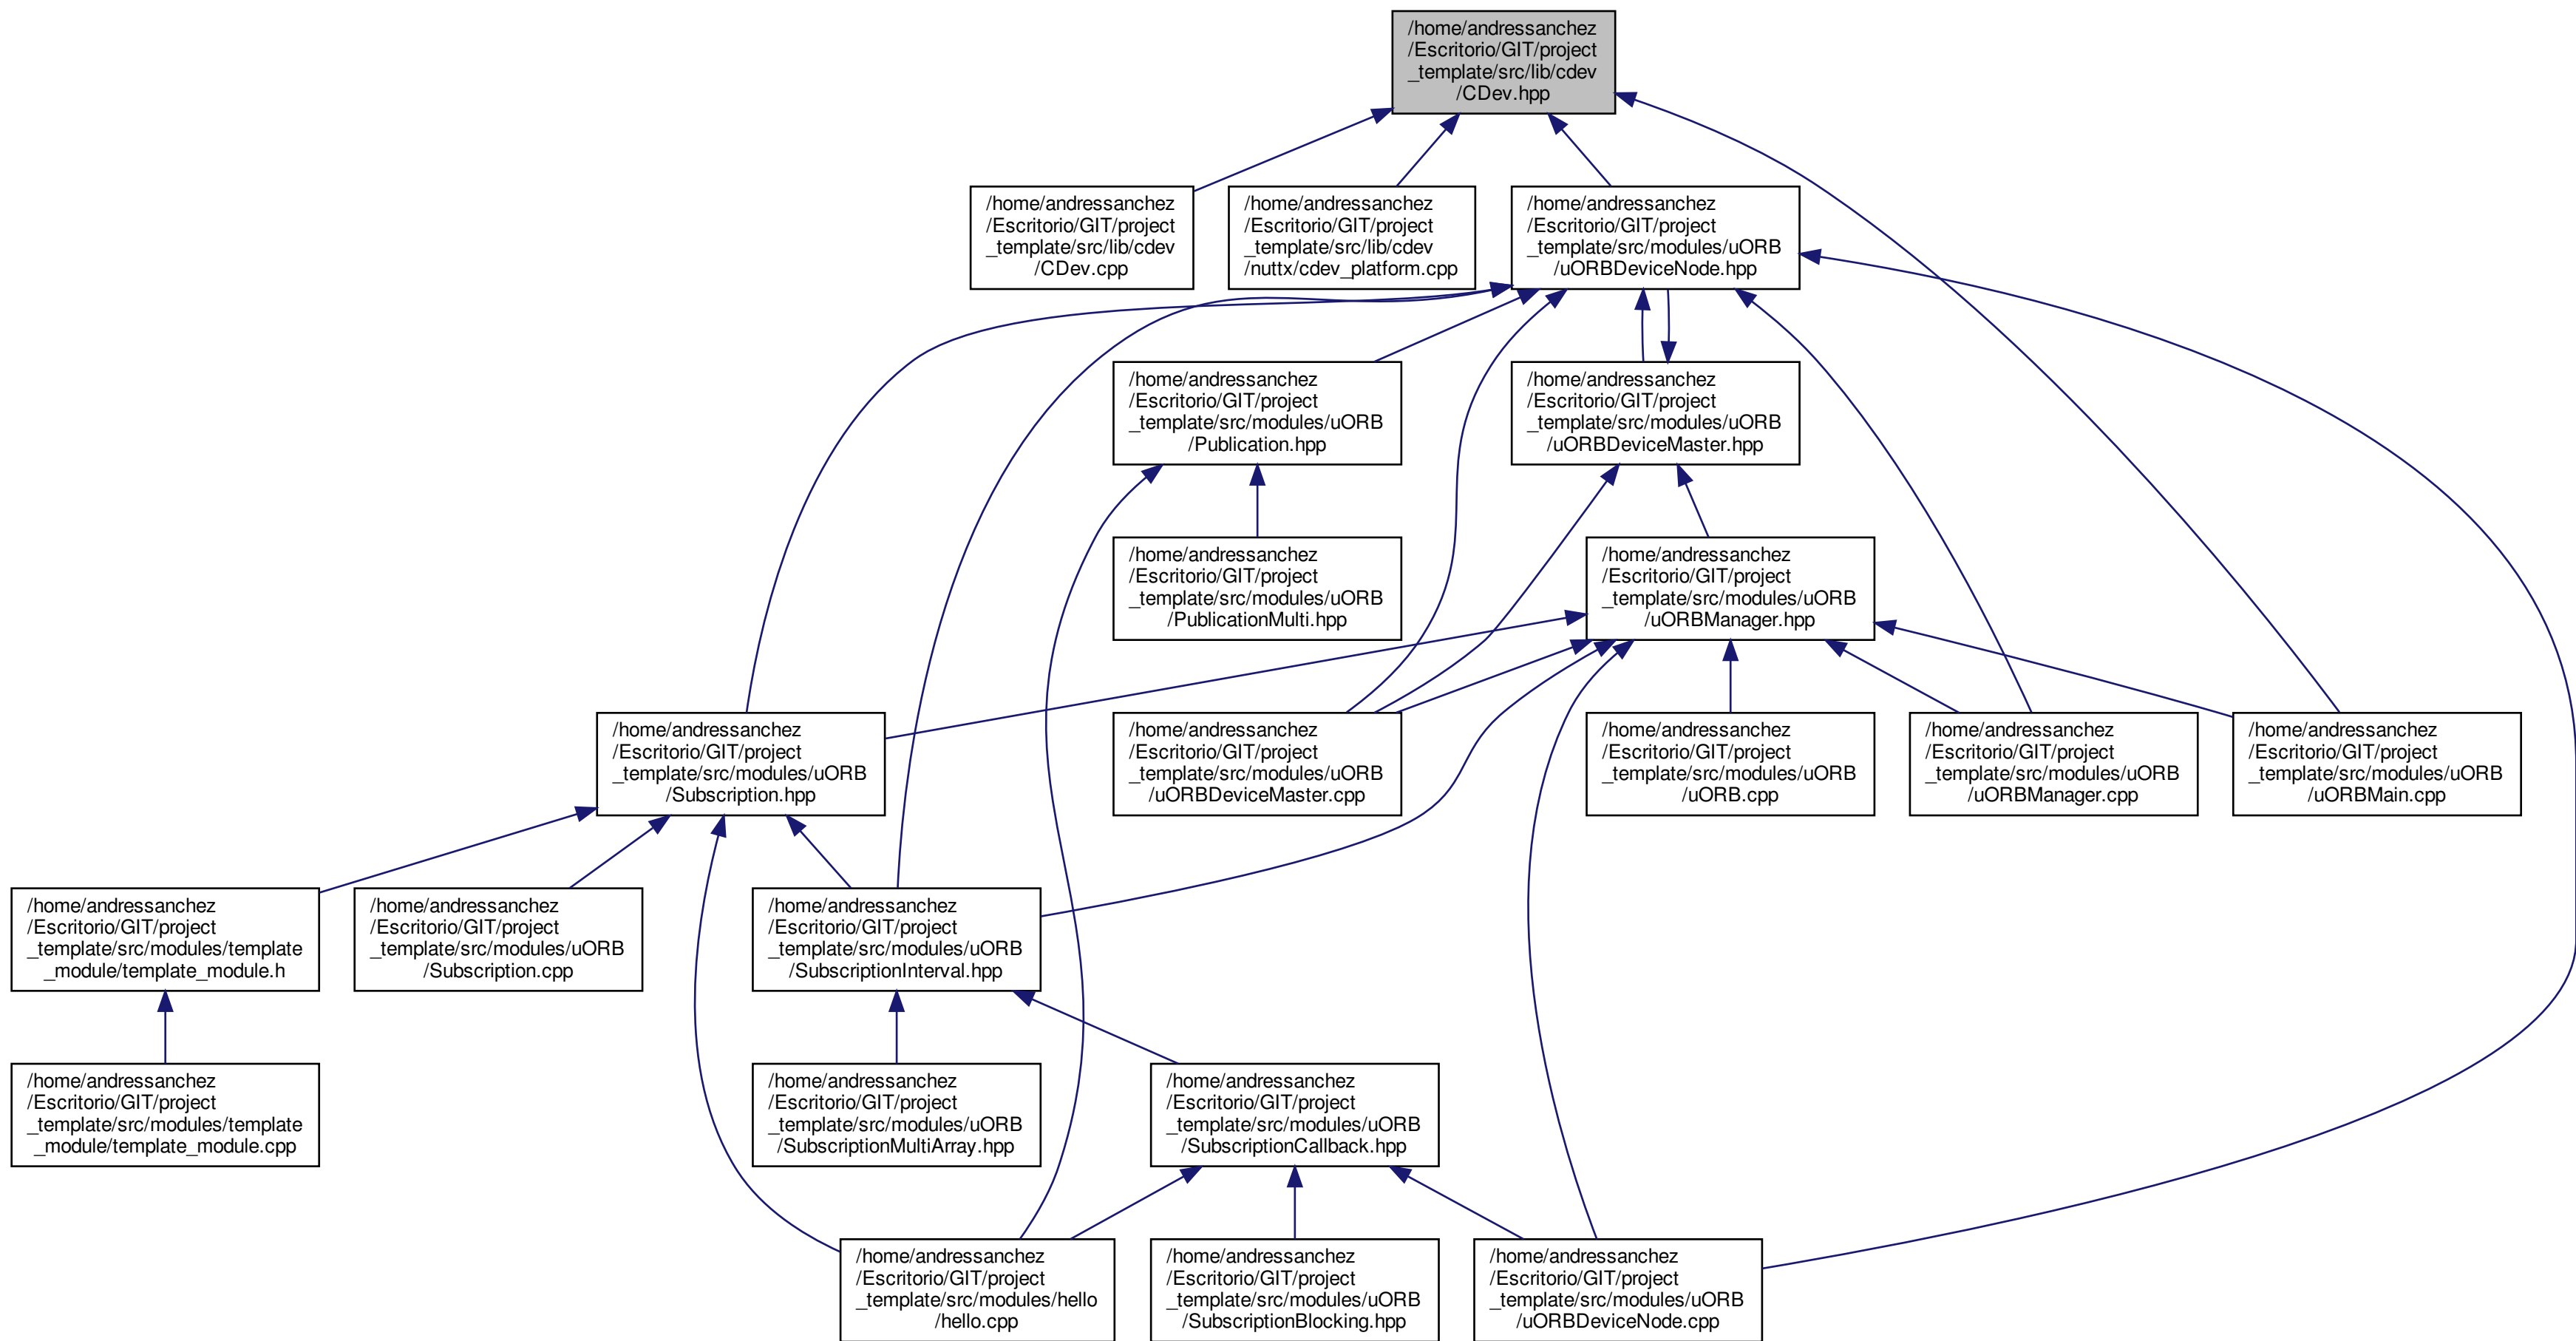 /home/andressanchez
/Escritorio/GIT/project
_template/src/lib/cdev
/CDev.hpp
/home/andressanchez
/Escritorio/GIT/project
_template/src/lib/cdev
/CDev.cpp
/home/andressanchez
/Escritorio/GIT/project
_template/src/lib/cdev
/nuttx/cdev_platform.cpp
/home/andressanchez
/Escritorio/GIT/project
_template/src/modules/uORB
/uORBDeviceNode.hpp
/home/andressanchez
/Escritorio/GIT/project
_template/src/modules/uORB
/Publication.hpp
/home/andressanchez
/Escritorio/GIT/project
_template/src/modules/uORB
/uORBDeviceMaster.hpp
/home/andressanchez
/Escritorio/GIT/project
_template/src/modules/uORB
/PublicationMulti.hpp
/home/andressanchez
/Escritorio/GIT/project
_template/src/modules/uORB
/uORBManager.hpp
/home/andressanchez
/Escritorio/GIT/project
_template/src/modules/uORB
/Subscription.hpp
/home/andressanchez
/Escritorio/GIT/project
_template/src/modules/uORB
/uORBDeviceMaster.cpp
/home/andressanchez
/Escritorio/GIT/project
_template/src/modules/uORB
/uORB.cpp
/home/andressanchez
/Escritorio/GIT/project
_template/src/modules/uORB
/uORBManager.cpp
/home/andressanchez
/Escritorio/GIT/project
_template/src/modules/uORB
/uORBMain.cpp
/home/andressanchez
/Escritorio/GIT/project
_template/src/modules/template
_module/template_module.h
/home/andressanchez
/Escritorio/GIT/project
_template/src/modules/uORB
/Subscription.cpp
/home/andressanchez
/Escritorio/GIT/project
_template/src/modules/uORB
/SubscriptionInterval.hpp
/home/andressanchez
/Escritorio/GIT/project
_template/src/modules/template
_module/template_module.cpp
/home/andressanchez
/Escritorio/GIT/project
_template/src/modules/uORB
/SubscriptionMultiArray.hpp
/home/andressanchez
/Escritorio/GIT/project
_template/src/modules/uORB
/SubscriptionCallback.hpp
/home/andressanchez
/Escritorio/GIT/project
_template/src/modules/hello
/hello.cpp
/home/andressanchez
/Escritorio/GIT/project
_template/src/modules/uORB
/SubscriptionBlocking.hpp
/home/andressanchez
/Escritorio/GIT/project
_template/src/modules/uORB
/uORBDeviceNode.cpp